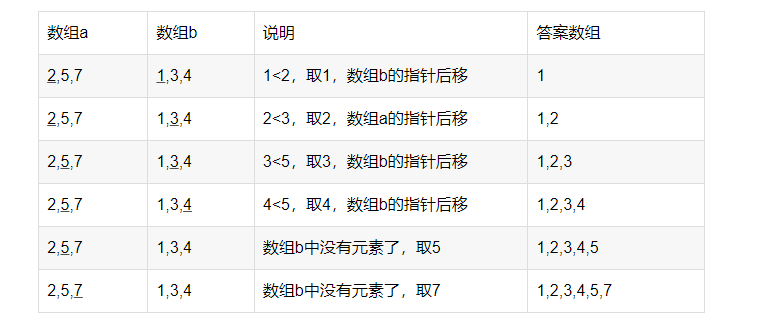 数组a 数组b 说明 答案数组
2,5,7 1,3,4 1<2，取1，数组b的指针后移 1
2,5,7 1,3,4 2<3，取2，数组a的指针后移 1,2
2,5,7 1,3,4 3<5，取3，数组b的指针后移 1,2,3
2,5,7 1,3,4 4<5，取4，数组b的指针后移 1,2,3,4
2,5,7 1,3,4 数组b中没有元素了，取5 1,2,3,4,5
2,5,7 1,3,4 数组b中没有元素了，取7 1,2,3,4,5,7